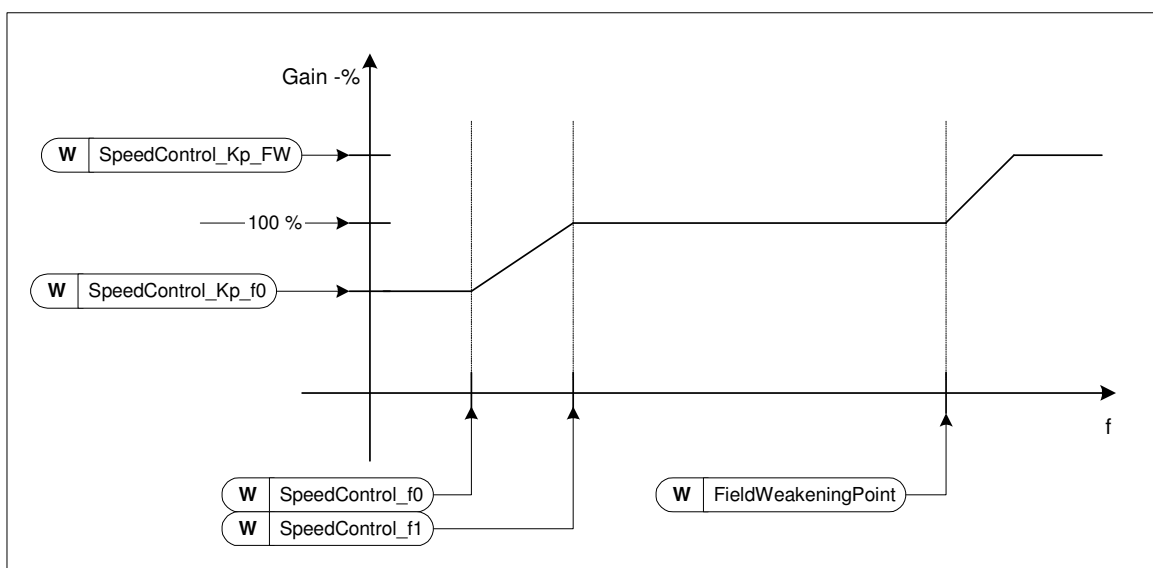 Gain -%
W SpeedControl_Kp_FW
100 %
W SpeedControl_Kp_f0
f
W SpeedControl_f0
W FieldWeakeningPoint
W SpeedControl_f1